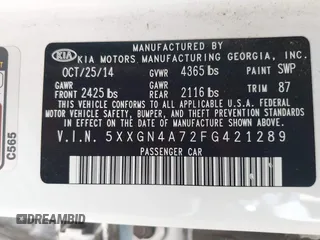 MANUFACTURED BY
KIA KIA MOTORS MANUFACTURING GEORGIA, INC.
OCT/25/14 GVWR 4365 lbs PAINT SWP
GAWR FRONT 2425 lbs GAWR REAR 2116 lbs TRIM 87
THIS VEHICLE CONFORMS TO ALL APPLICABLE U.S.
FEDERAL MOTOR VEHICLE SAFETY, BUMPER, AND THEFT
PREVENTION STANDARDS IN EFFECT ON THE DATE OF
MANUFACTURE SHOWN ABOVE
V.I.N. 5XXGN4A72FG421289
PASSENGER CAR
C565
DREAMBID